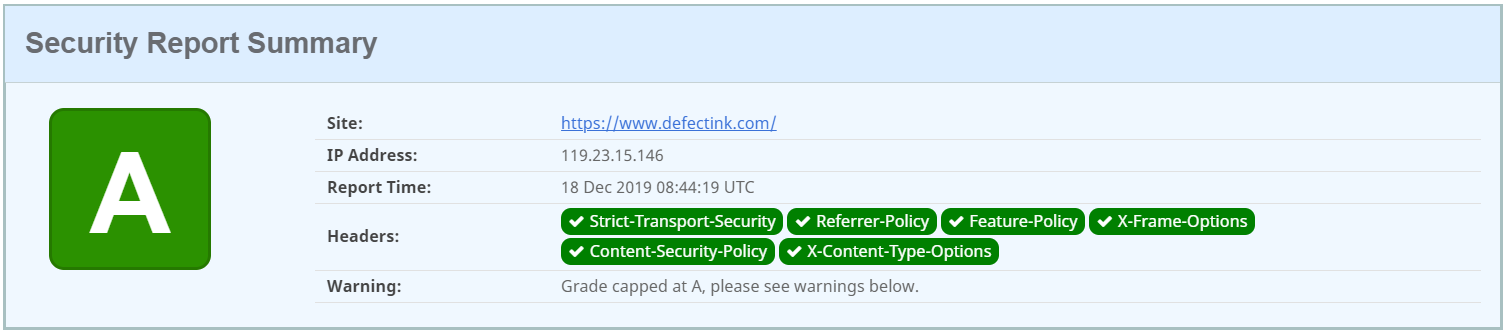 Security Report Summary
A
Site: https://www.defectink.com/
IP Address: 119.23.15.146
Report Time: 18 Dec 2019 08:44:19 UTC
Headers: Strict-Transport-Security Referrer-Policy Feature-Policy X-Frame-Options
Content-Security-Policy X-Content-Type-Options
Warning: Grade capped at A, please see warnings below.